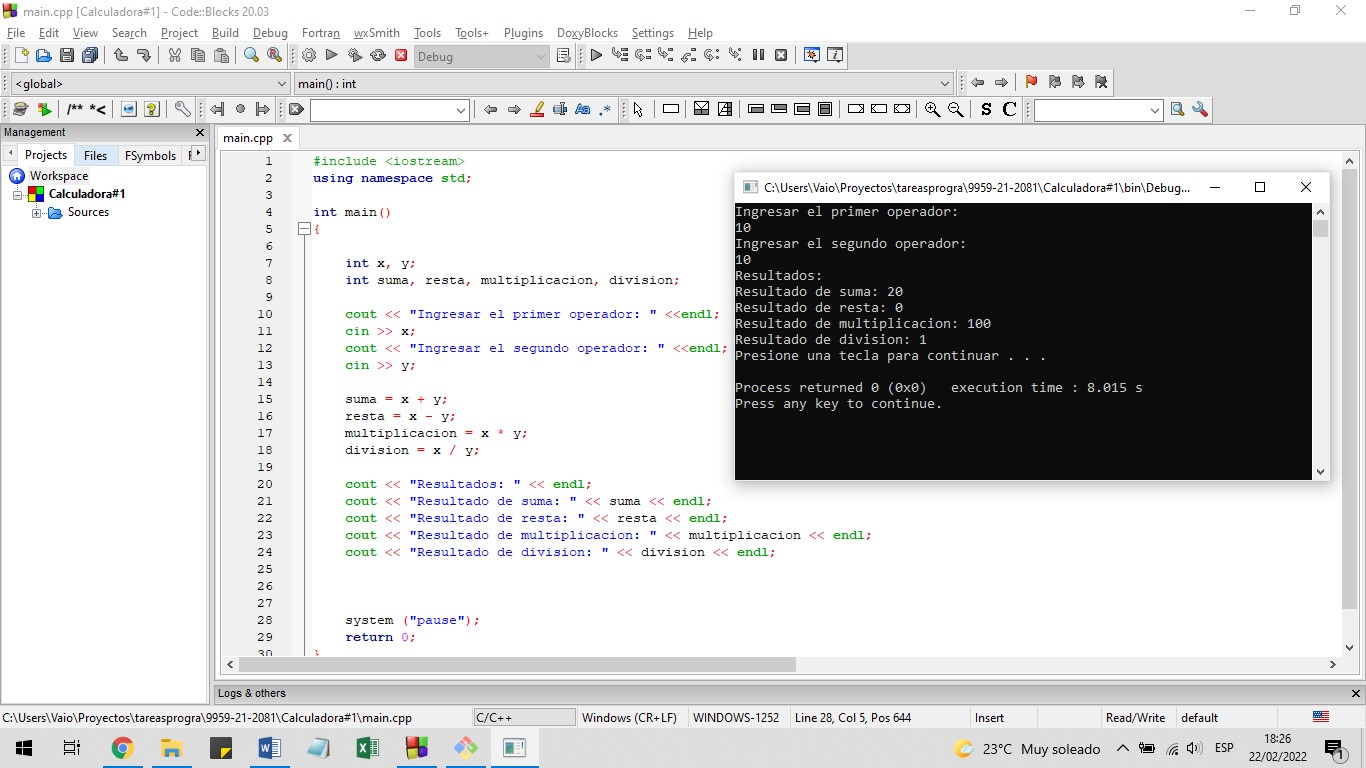 main.cpp [Calculadora#1] - Code::Blocks 20.03
File Edit View Search Project Build Debug Fortran wxSmith Tools Tools+ Plugins DoxyBlocks Settings Help
Debug
<global> main() : int
/** *< Aa .* S C
Management
Projects Files FSymbols
Workspace
Calculadora#1
Sources
main.cpp
1 #include <iostream>
2 using namespace std;
3
4 int main()
5 {
6
7 int x, y;
8 int suma, resta, multiplicacion, division;
9
10 cout << "Ingresar el primer operador: " <<endl;
11 cin >> x;
12 cout << "Ingresar el segundo operador: " <<endl;
13 cin >> y;
14
15 suma = x + y;
16 resta = x - y;
17 multiplicacion = x * y;
18 division = x / y;
19
20 cout << "Resultados: " << endl;
21 cout << "Resultado de suma: " << suma << endl;
22 cout << "Resultado de resta: " << resta << endl;
23 cout << "Resultado de multiplicacion: " << multiplicacion << endl;
24 cout << "Resultado de division: " << division << endl;
25
26
27
28 system ("pause");
29 return 0;
30 }
C:\Users\Vaio\Proyectos\tareasprogra\9959-21-2081\Calculadora#1\bin\Debug...
Ingresar el primer operador:
10
Ingresar el segundo operador:
10
Resultados:
Resultado de suma: 20
Resultado de resta: 0
Resultado de multiplicacion: 100
Resultado de division: 1
Presione una tecla para continuar . . .
Process returned 0 (0x0) execution time : 8.015 s
Press any key to continue.
Logs & others
C:\Users\Vaio\Proyectos\tareasprogra\9959-21-2081\Calculadora#1\main.cpp C/C++ Windows (CR+LF) WINDOWS-1252 Line 28, Col 5, Pos 644 Insert Read/Write default
23°C Muy soleado ESP 18:26
22/02/2022 1